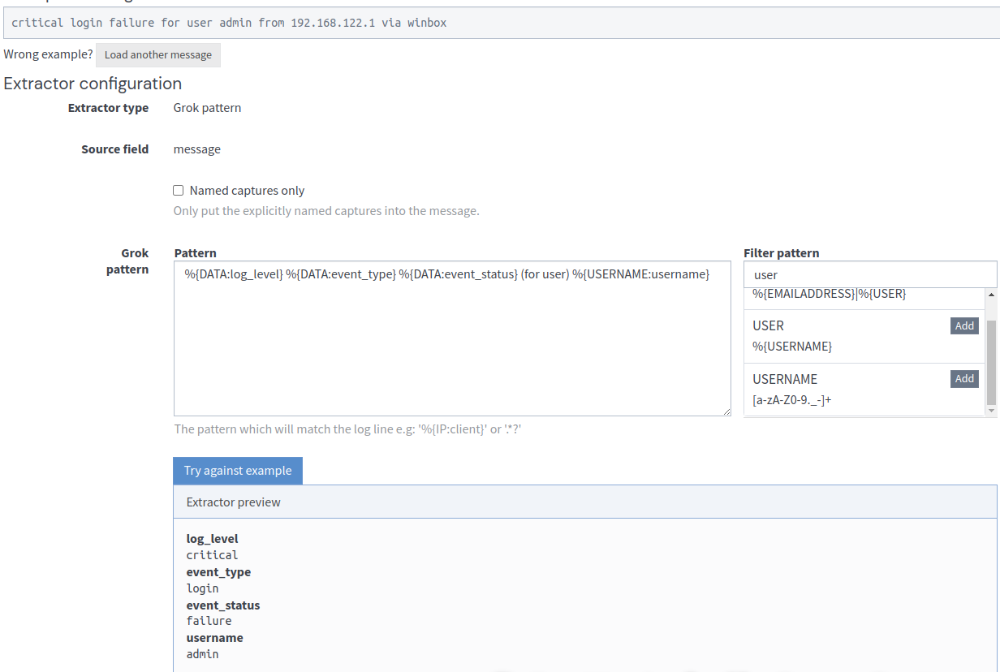 critical login failure for user admin from 192.168.122.1 via winbox
Wrong example? Load another message
Extractor configuration
Extractor type Grok pattern
Source field message
Named captures only
Only put the explicitly named captures into the message.
Grok pattern
Pattern
%{DATA:log_level} %{DATA:event_type} %{DATA:event_status} (for user) %{USERNAME:username}
The pattern which will match the log line e.g: '%{IP:client}' or '.*?'
Filter pattern
user
%{EMAILADDRESS}|%{USER}
USER Add
%{USERNAME}
USERNAME Add
[a-zA-Z0-9._-]+
Try against example
Extractor preview
log_level
critical
event_type
login
event_status
failure
username
admin